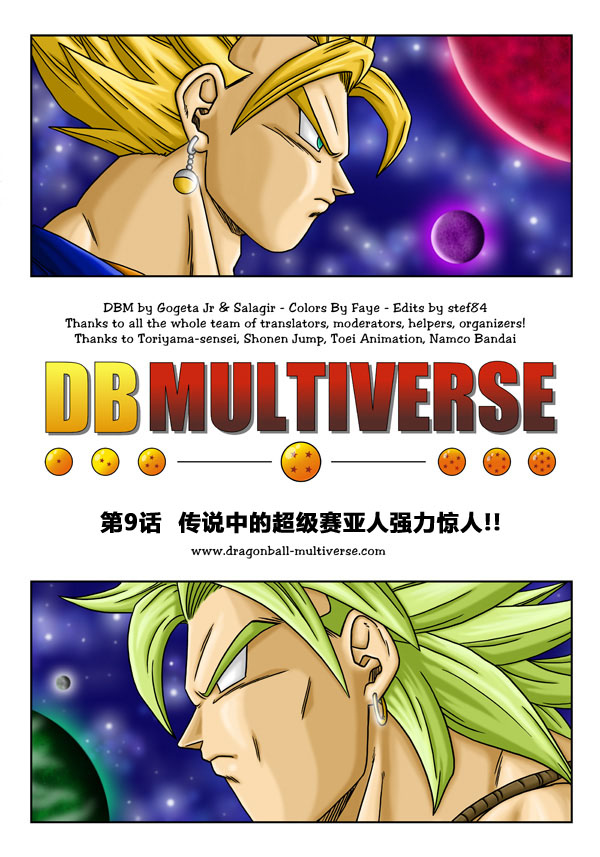 DBM by Gogeta Jr & Salagir - Colors By Faye - Edits by stef84
Thanks to all the whole team of translators, moderators, helpers, organizers!
Thanks to Toriyama-sensei, Shonen Jump, Toei Animation, Namco Bandai
DB MULTIVERSE
第9话 传说中的超级赛亚人强力惊人!!
www.dragonball-multiverse.com